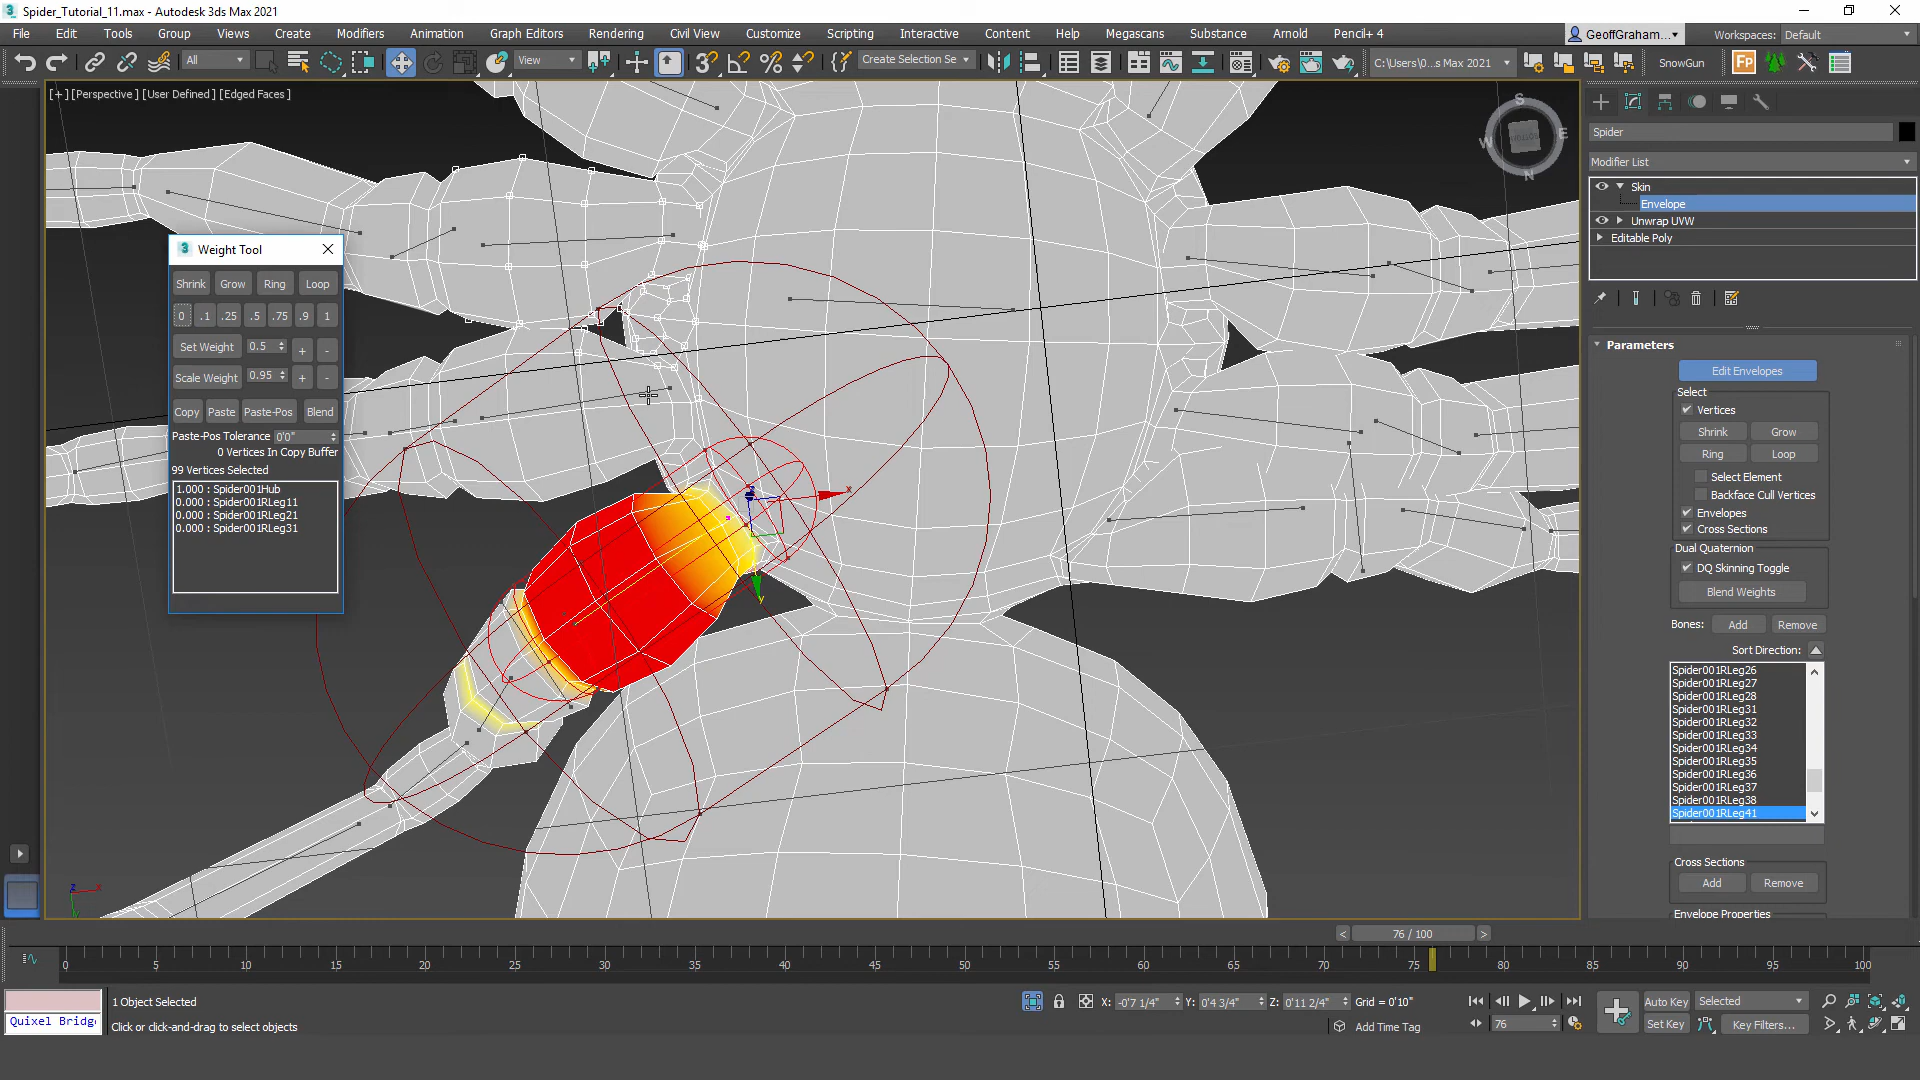 Spider_Tutorial_11.max - Autodesk 3ds Max 2021
File Edit Tools Group Views Create Modifiers Animation Graph Editors Rendering Civil View Customize Scripting Interactive Content Help Megascans Substance Arnold Pencil+ 4 GeoffGraham... Workspaces: Default
All View Create Selection Se C:\Users\0...s Max 2021 SnowGun
[+] [Perspective] [User Defined] [Edged Faces]
S
W E
N
Weight Tool
Shrink Grow Ring Loop
0 .1 .25 .5 .75 .9 1
Set Weight 0.5 + -
Scale Weight 0.95 + -
Copy Paste Paste-Pos Blend
Paste-Pos Tolerance 0'0"
0 Vertices In Copy Buffer
99 Vertices Selected
1.000 : Spider001Hub
0.000 : Spider001RLeg11
0.000 : Spider001RLeg21
0.000 : Spider001RLeg31
x
y
z x
Spider
Modifier List
Skin
Envelope
Unwrap UVW
Editable Poly
Parameters
Edit Envelopes
Select
Vertices
Shrink Grow
Ring Loop
Select Element
Backface Cull Vertices
Envelopes
Cross Sections
Dual Quaternion
DQ Skinning Toggle
Blend Weights
Bones: Add Remove
Sort Direction:
Spider001RLeg26
Spider001RLeg27
Spider001RLeg28
Spider001RLeg31
Spider001RLeg32
Spider001RLeg33
Spider001RLeg34
Spider001RLeg35
Spider001RLeg36
Spider001RLeg37
Spider001RLeg38
Spider001RLeg41
Cross Sections
Add Remove
Envelope Properties
< 76 / 100 >
0 5 10 15 20 25 30 35 40 45 50 55 60 65 70 75 80 85 90 95 100
1 Object Selected
X: -0'7 1/4" Y: 0'4 3/4" Z: 0'11 2/4" Grid = 0'10"
Auto Key Selected
Quixel Bridg
Click or click-and-drag to select objects
Add Time Tag
76
Set Key Key Filters...